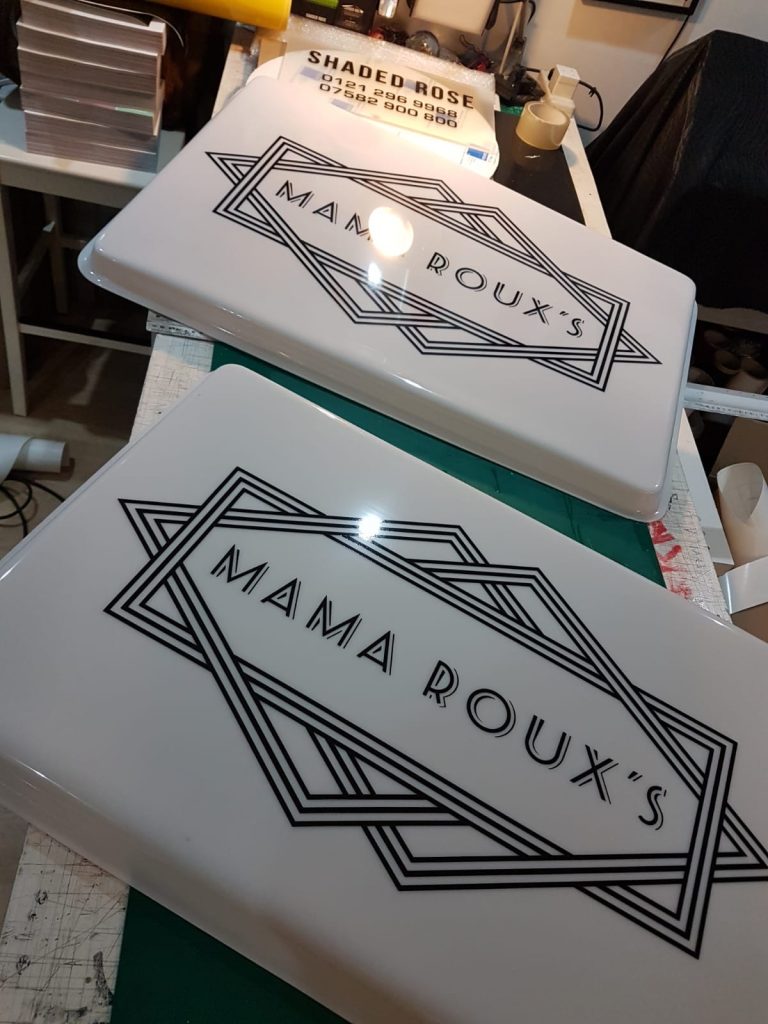 SHADED ROSE
0121 296 9968
07582 900 800
MAMA ROUX'S
MAMA ROUX"S